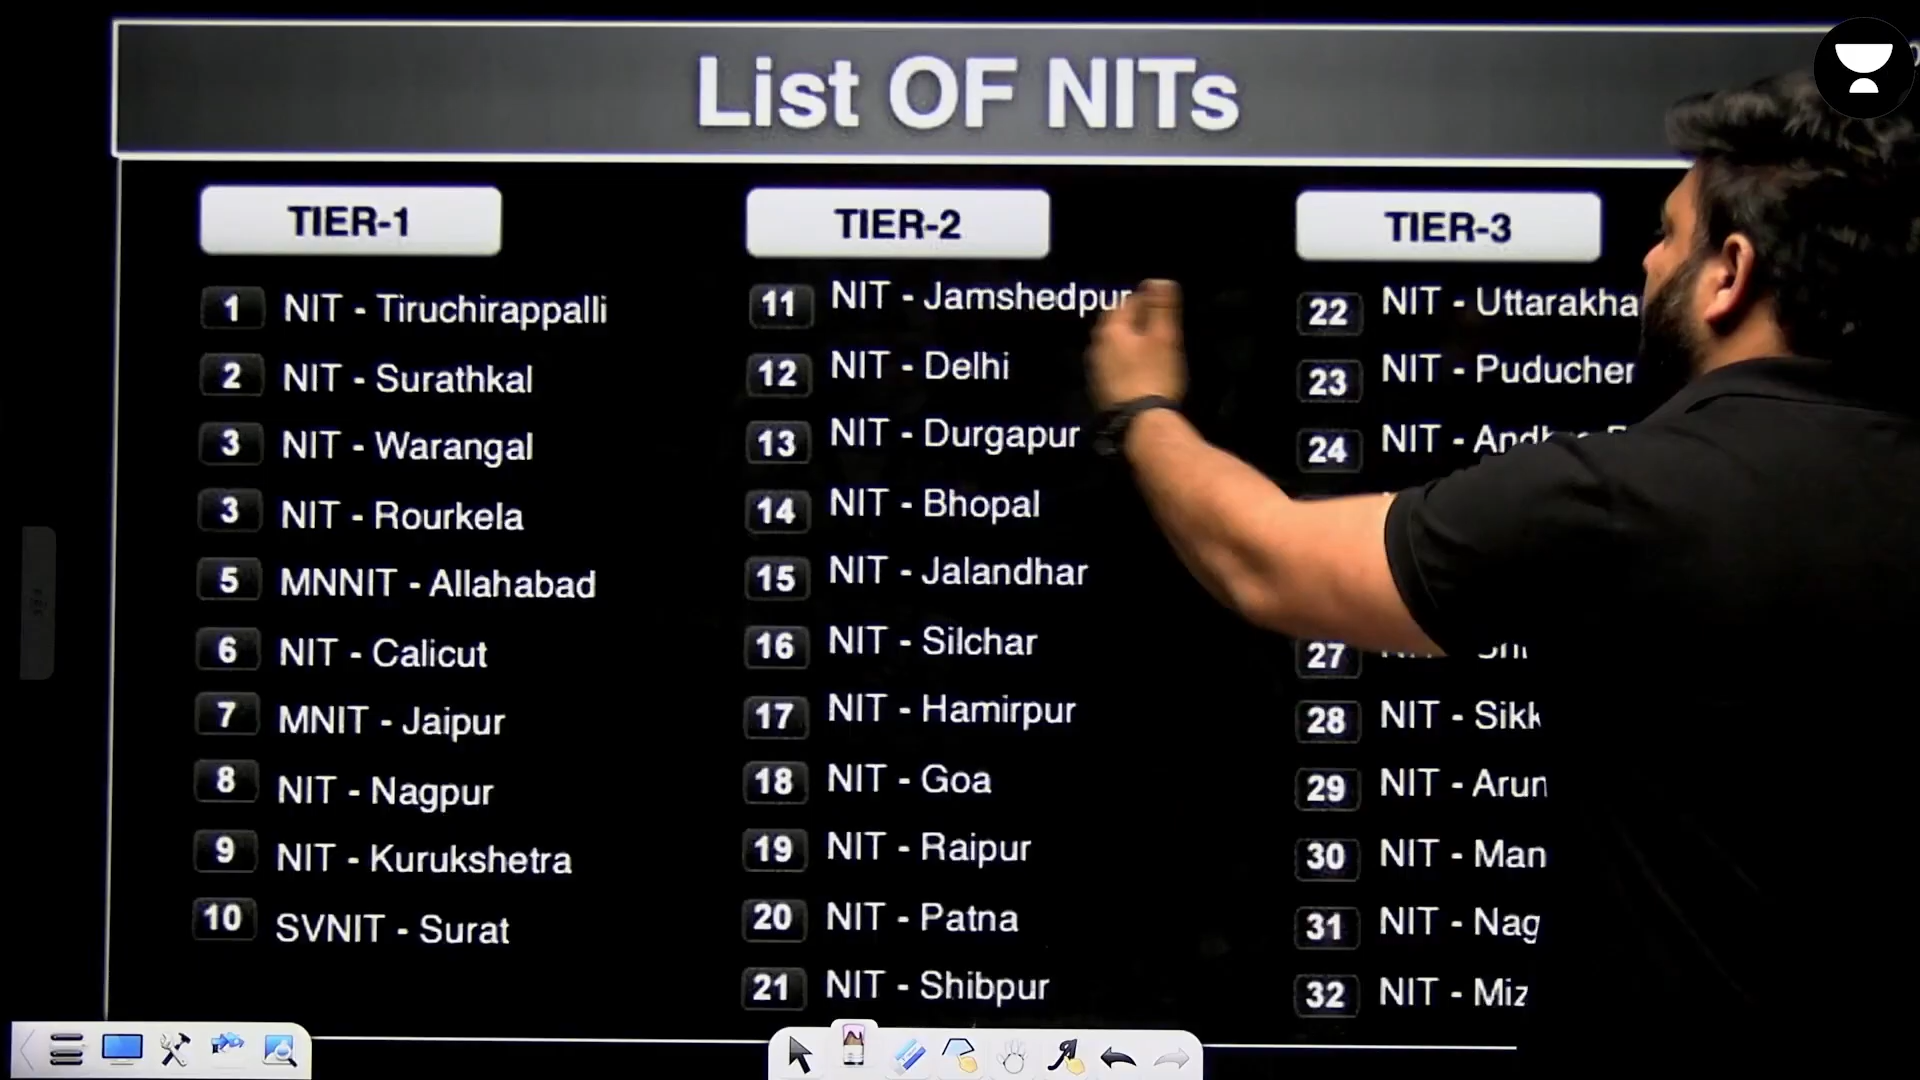 List OF NITs
TIER-1
1 NIT - Tiruchirappalli
2 NIT - Surathkal
3 NIT - Warangal
3 NIT - Rourkela
5 MNNIT - Allahabad
6 NIT - Calicut
7 MNIT - Jaipur
8 NIT - Nagpur
9 NIT - Kurukshetra
10 SVNIT - Surat
TIER-2
11 NIT - Jamshedpur
12 NIT - Delhi
13 NIT - Durgapur
14 NIT - Bhopal
15 NIT - Jalandhar
16 NIT - Silchar
17 NIT - Hamirpur
18 NIT - Goa
19 NIT - Raipur
20 NIT - Patna
21 NIT - Shibpur
TIER-3
22 NIT - Uttarakha
23 NIT - Puducher
24 NIT -
27
28 NIT - Sikk
29 NIT - Arun
30 NIT - Man
31 NIT - Nag
32 NIT - Miz